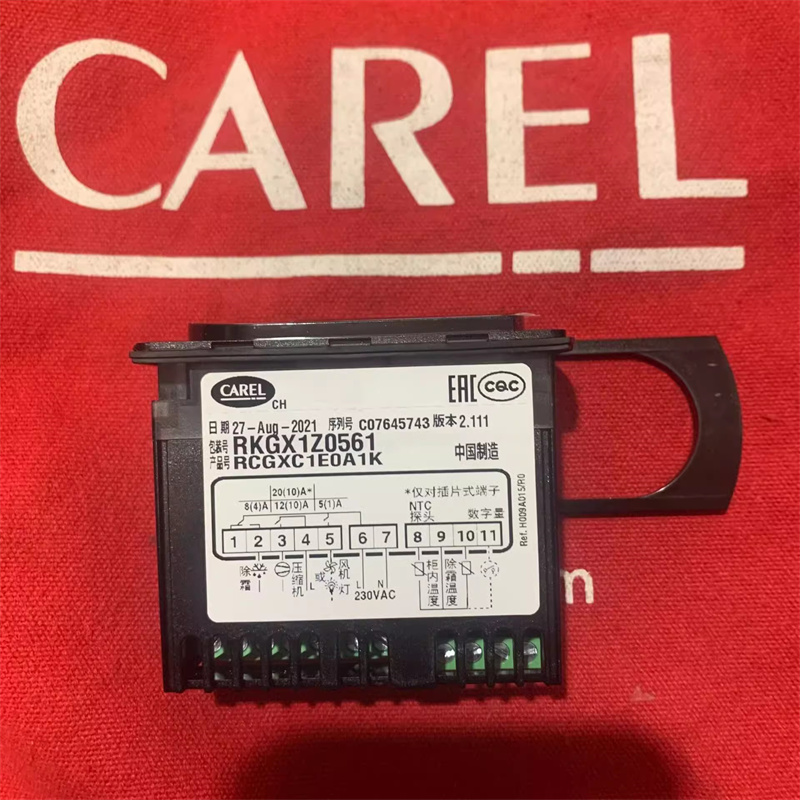 CAREL
CAREL
CH
EAC
CQC
日期 27-Aug-2021 序列号 C07645743 版本 2.111
包装号 RKGX1Z0561
产品号 RCGXC1E0A1K
中国制造
20(10)A*
8(4)A 12(10)A 5(1)A
*仅对插片式端子
NTC
探头 数字量
1 2 3 4 5 6 7 8 9 10 11
除霜 压缩机 L 风机或灯 L N 柜内温度 除霜温度
230VAC
Ref. H009A015/R0
m